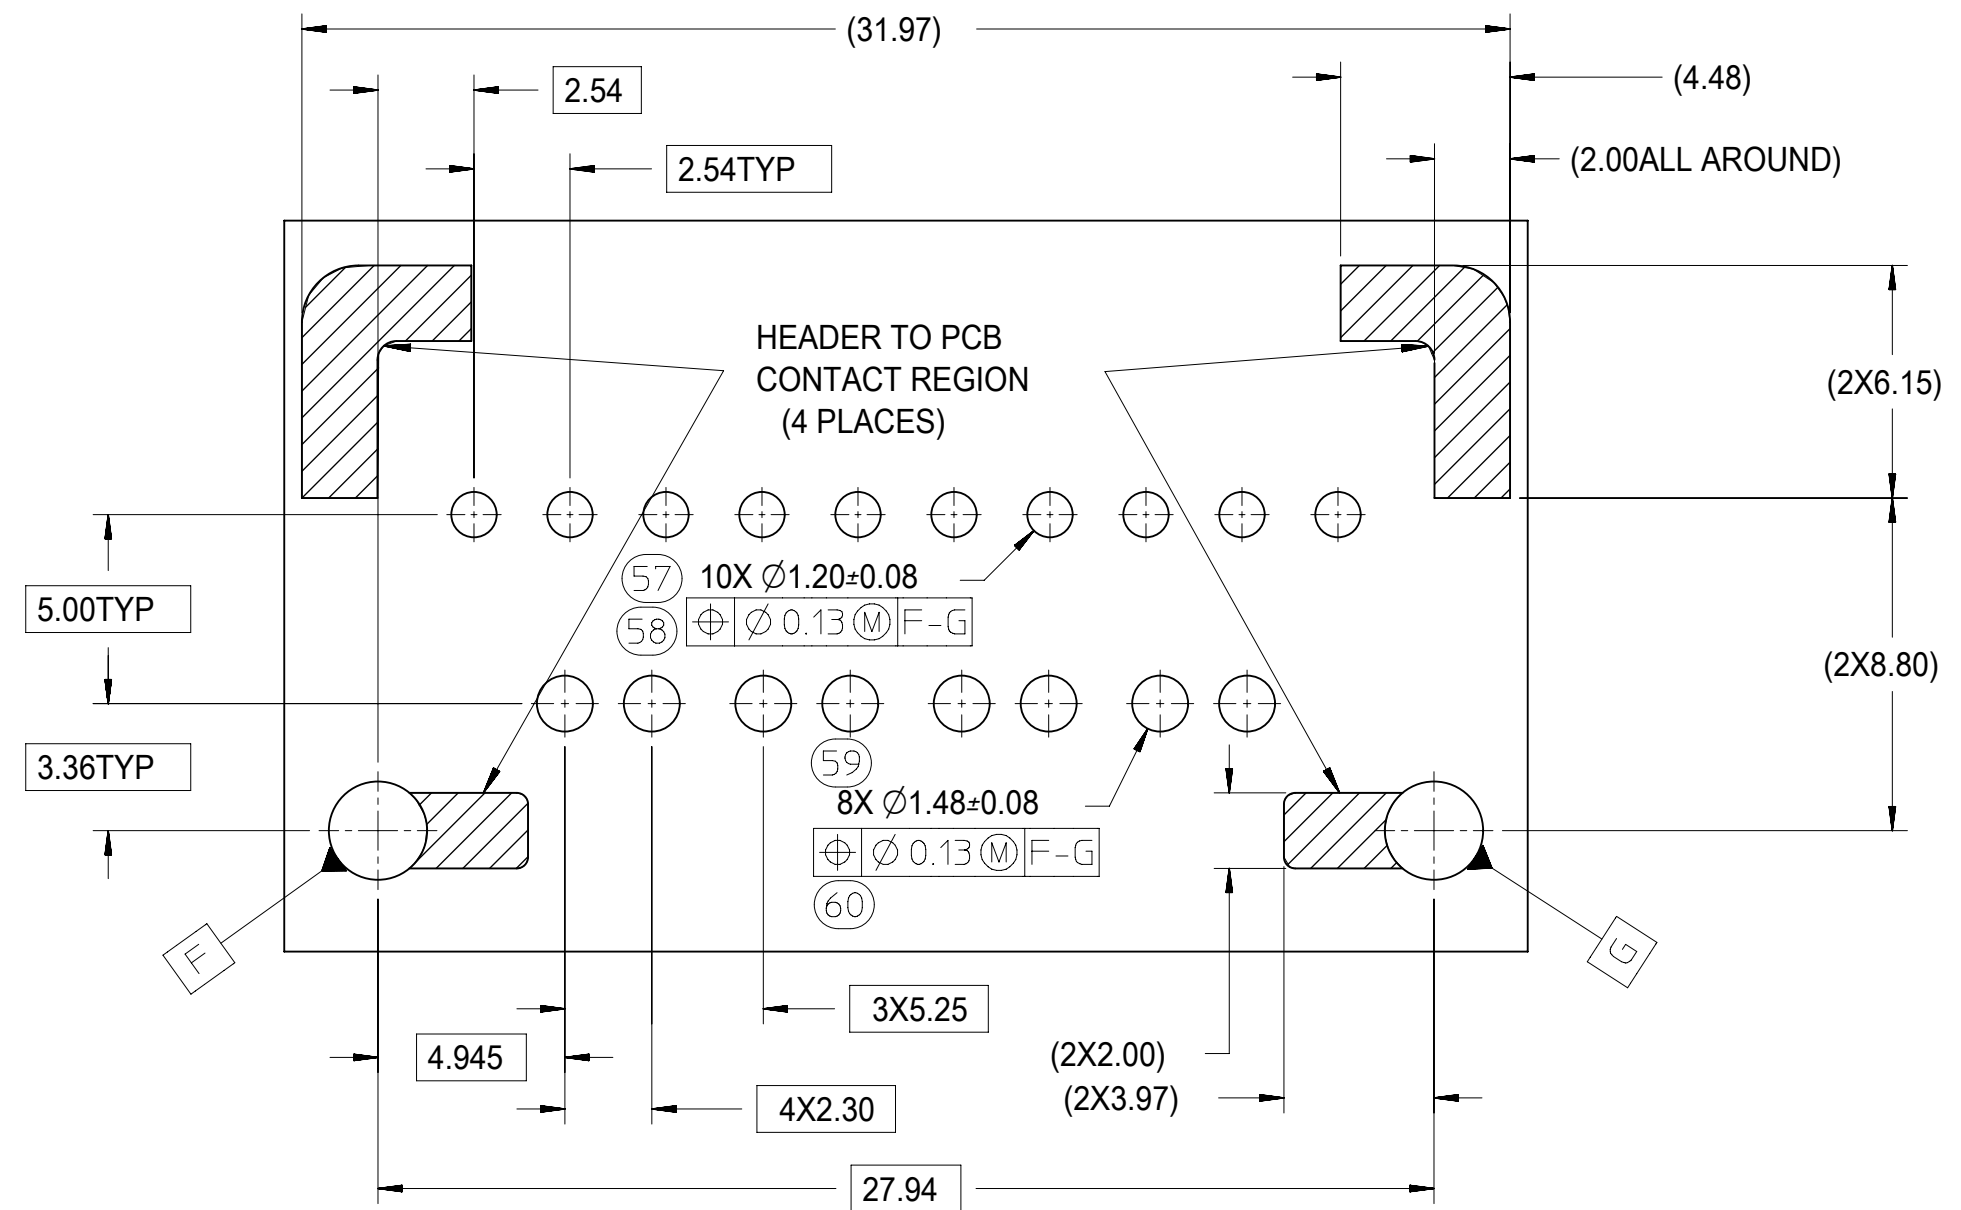 (31.97)
2.54
(4.48)
2.54TYP
(2.00ALL AROUND)
HEADER TO PCB
CONTACT REGION
(4 PLACES)
(2X6.15)
57 10X ∅1.20±0.08
58 ⌖ ∅ 0.13 Ⓜ F-G
5.00TYP
(2X8.80)
3.36TYP
59
8X ∅1.48±0.08
⌖ ∅ 0.13 Ⓜ F-G
60
F
G
3X5.25
4.945
(2X2.00)
(2X3.97)
4X2.30
27.94